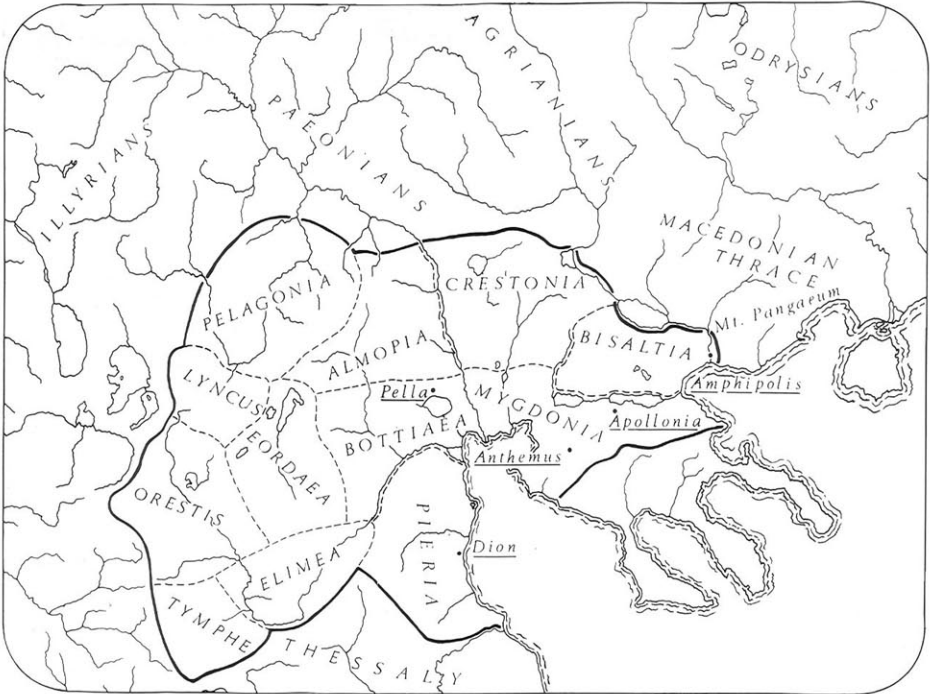 AGRIANIANS
ODRYSIANS
PAEONIANS
ILLYRIANS
MACEDONIAN
THRACE
CRESTONIA
PELAGONIA
Mt. Pangaeum
BISALTIA
ALMOPIA
LYNCUS
Pella
MYGDONIA
Amphipolis
Apollonia
BOTTIAEA
EORDAEA
Anthemus
ORESTIS
PIERIA
Dion
ELIMEA
TYMPHE
THESSALY